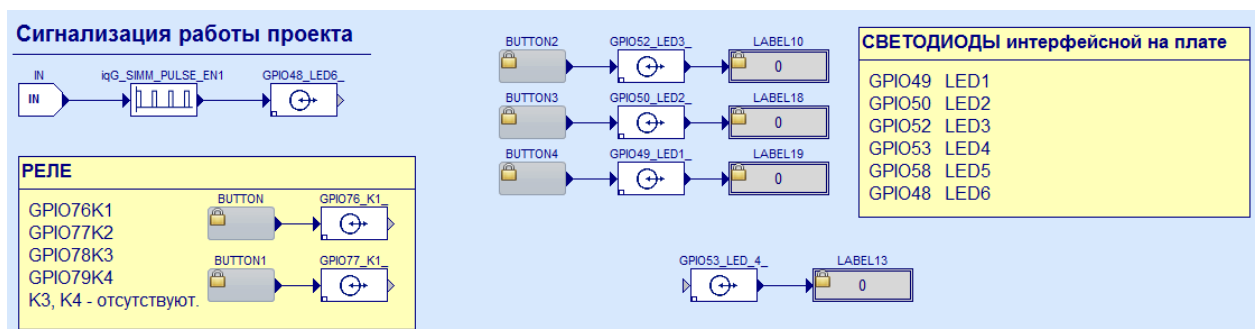 Сигнализация работы проекта
IN
iqG_SIMM_PULSE_EN1
GPIO48_LED6_
IN
РЕЛЕ
GPIO76K1
GPIO77K2
GPIO78K3
GPIO79K4
К3, К4 - отсутствуют.
BUTTON
GPIO76_K1_
BUTTON1
GPIO77_K1_
BUTTON2
GPIO52_LED3_
LABEL10
0
BUTTON3
GPIO50_LED2_
LABEL18
0
BUTTON4
GPIO49_LED1_
LABEL19
0
GPIO53_LED_4_
LABEL13
0
СВЕТОДИОДЫ интерфейсной на плате
GPIO49 LED1
GPIO50 LED2
GPIO52 LED3
GPIO53 LED4
GPIO58 LED5
GPIO48 LED6